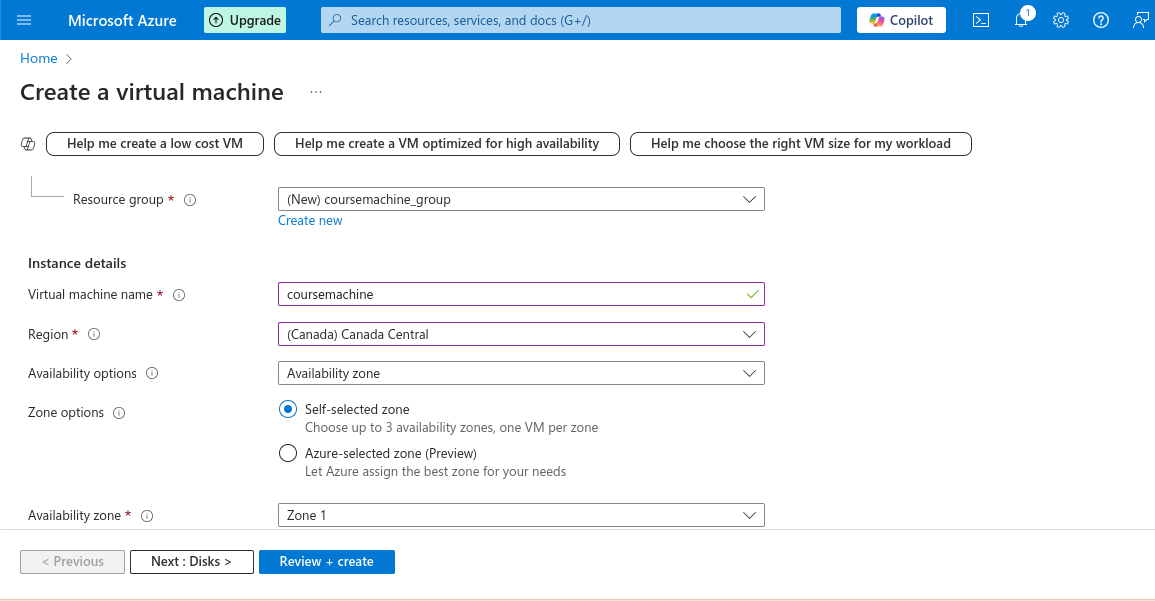 Microsoft Azure
Upgrade
Search resources, services, and docs (G+/)
Copilot
1
Home
Create a virtual machine
...
Help me create a low cost VM
Help me create a VM optimized for high availability
Help me choose the right VM size for my workload
Resource group *
(New) coursemachine_group
Create new
Instance details
Virtual machine name *
coursemachine
Region *
(Canada) Canada Central
Availability options
Availability zone
Zone options
Self-selected zone
Choose up to 3 availability zones, one VM per zone
Azure-selected zone (Preview)
Let Azure assign the best zone for your needs
Availability zone *
Zone 1
< Previous
Next : Disks >
Review + create